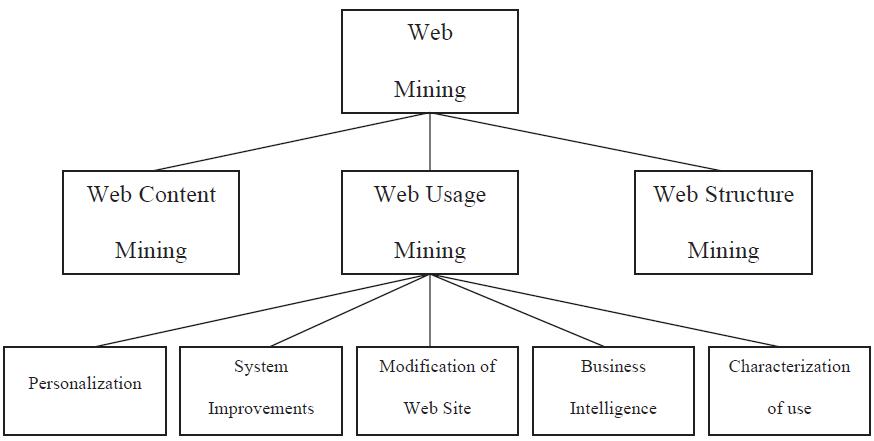 Web
Mining
Web Content
Mining
Web Usage
Mining
Web Structure
Mining
Personalization
System
Improvements
Modification of
Web Site
Business
Intelligence
Characterization
of use